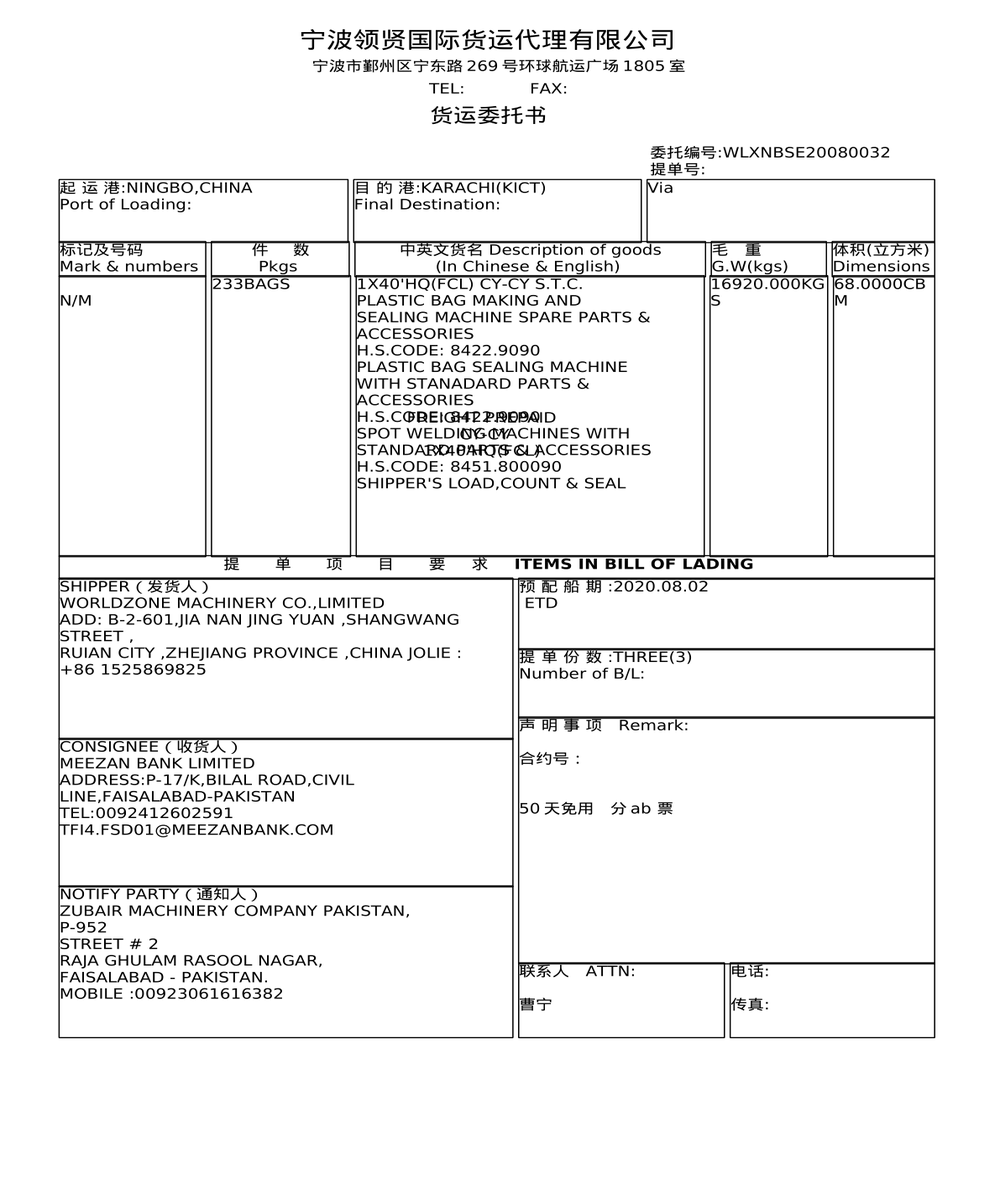 宁波领贤国际货运代理有限公司
宁波市鄞州区宁东路 269 号环球航运广场 1805 室
TEL: FAX:
货运委托书
委托编号:WLXNBSE20080032
提单号:
起 运 港:NINGBO,CHINA
Port of Loading:
目 的 港:KARACHI(KICT)
Final Destination:
Via
标记及号码
Mark & numbers
件 数
Pkgs
中英文货名 Description of goods
(In Chinese & English)
毛 重
G.W(kgs)
体积(立方米)
Dimensions
N/M
233BAGS
1X40'HQ(FCL) CY-CY S.T.C.
PLASTIC BAG MAKING AND
SEALING MACHINE SPARE PARTS &
ACCESSORIES
H.S.CODE: 8422.9090
PLASTIC BAG SEALING MACHINE
WITH STANADARD PARTS &
ACCESSORIES
H.S.CODE: 8422.9090
SPOT WELDING MACHINES WITH
STANDARD PARTS & ACCESSORIES
H.S.CODE: 8451.800090
SHIPPER'S LOAD,COUNT & SEAL
FREIGHT PREPAID
CY-CY
1X40'HQ(FCL)
16920.000KG
S
68.0000CB
M
提 单 项 目 要 求 ITEMS IN BILL OF LADING
SHIPPER（发货人）
WORLDZONE MACHINERY CO.,LIMITED
ADD: B-2-601,JIA NAN JING YUAN ,SHANGWANG
STREET ,
RUIAN CITY ,ZHEJIANG PROVINCE ,CHINA JOLIE :
+86 1525869825
CONSIGNEE（收货人）
MEEZAN BANK LIMITED
ADDRESS:P-17/K,BILAL ROAD,CIVIL
LINE,FAISALABAD-PAKISTAN
TEL:0092412602591
TFI4.FSD01@MEEZANBANK.COM
NOTIFY PARTY（通知人）
ZUBAIR MACHINERY COMPANY PAKISTAN,
P-952
STREET # 2
RAJA GHULAM RASOOL NAGAR,
FAISALABAD - PAKISTAN.
MOBILE :00923061616382
预 配 船 期 :2020.08.02
ETD
提 单 份 数 :THREE(3)
Number of B/L:
声 明 事 项 Remark:
合约号：
50 天免用 分 ab 票
联系人 ATTN:
曹宁
电话:
传真: